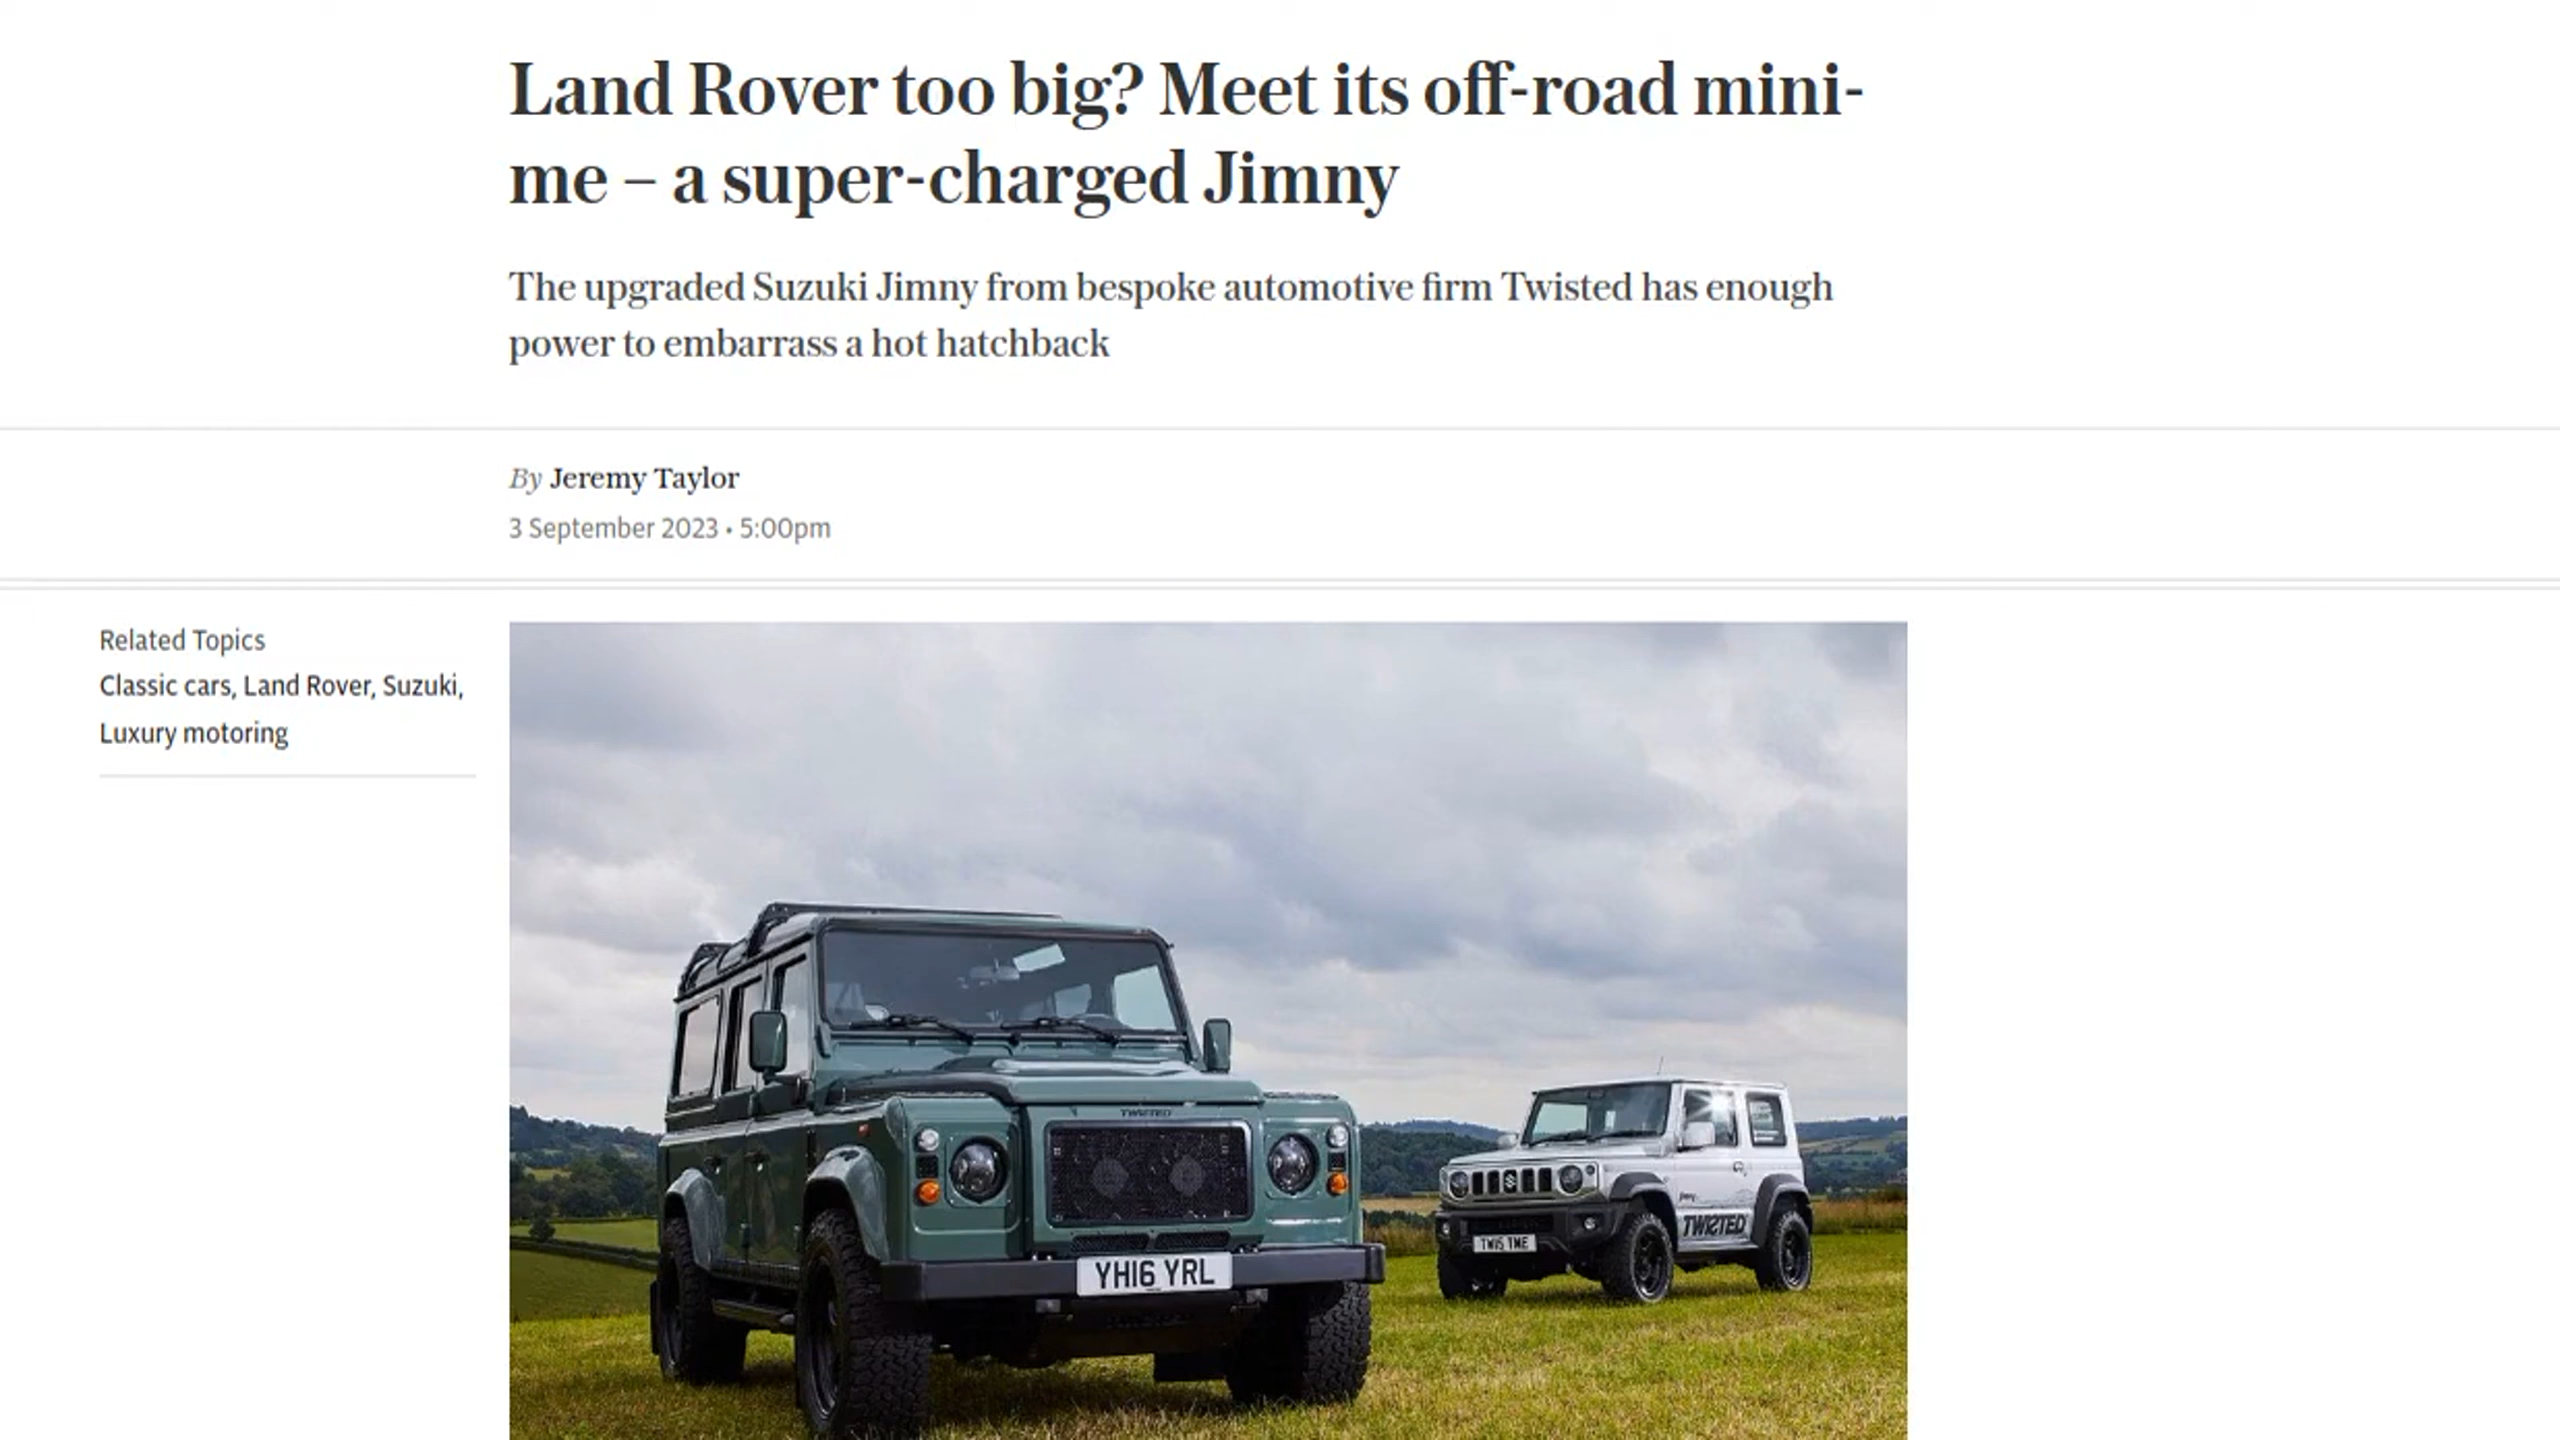 Land Rover too big? Meet its off-road mini-
me – a super-charged Jimny
The upgraded Suzuki Jimny from bespoke automotive firm Twisted has enough
power to embarrass a hot hatchback
By Jeremy Taylor
3 September 2023 • 5:00pm
Related Topics
Classic cars, Land Rover, Suzuki,
Luxury motoring
TWISTED
YH16 YRL
Jimny
TWISTED
TW15 TME